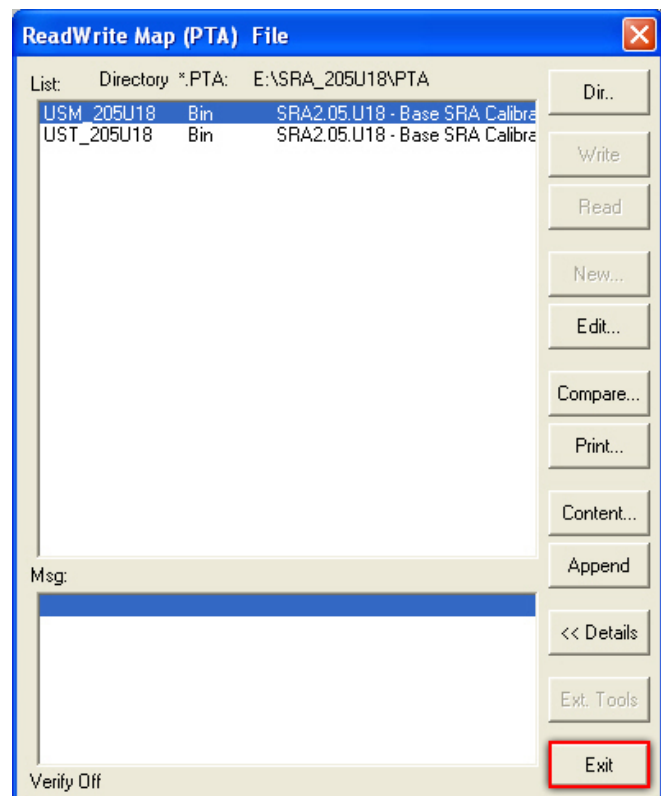 ReadWrite Map (PTA) File
List: Directory *.PTA: E:\SRA_205U18\PTA
USM_205U18 Bin SRA2.05.U18 - Base SRA Calibra
UST_205U18 Bin SRA2.05.U18 - Base SRA Calibra
Dir..
Write
Read
New...
Edit...
Compare...
Print...
Content...
Append
Msg:
<< Details
Ext. Tools
Exit
Verify Off